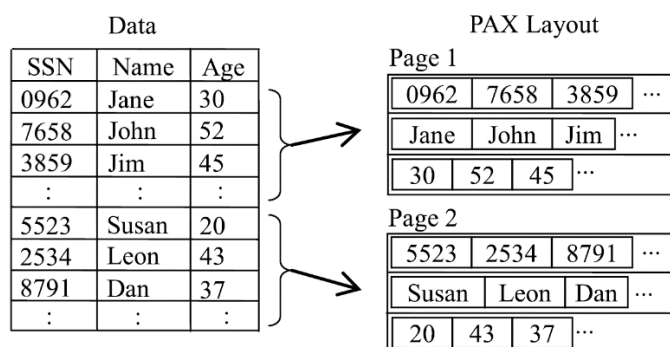 Data
SSN Name Age
0962 Jane 30
7658 John 52
3859 Jim 45
: : :
5523 Susan 20
2534 Leon 43
8791 Dan 37
: : :
PAX Layout
Page 1
0962 7658 3859 ...
Jane John Jim ...
30 52 45 ...
Page 2
5523 2534 8791 ...
Susan Leon Dan ...
20 43 37 ...